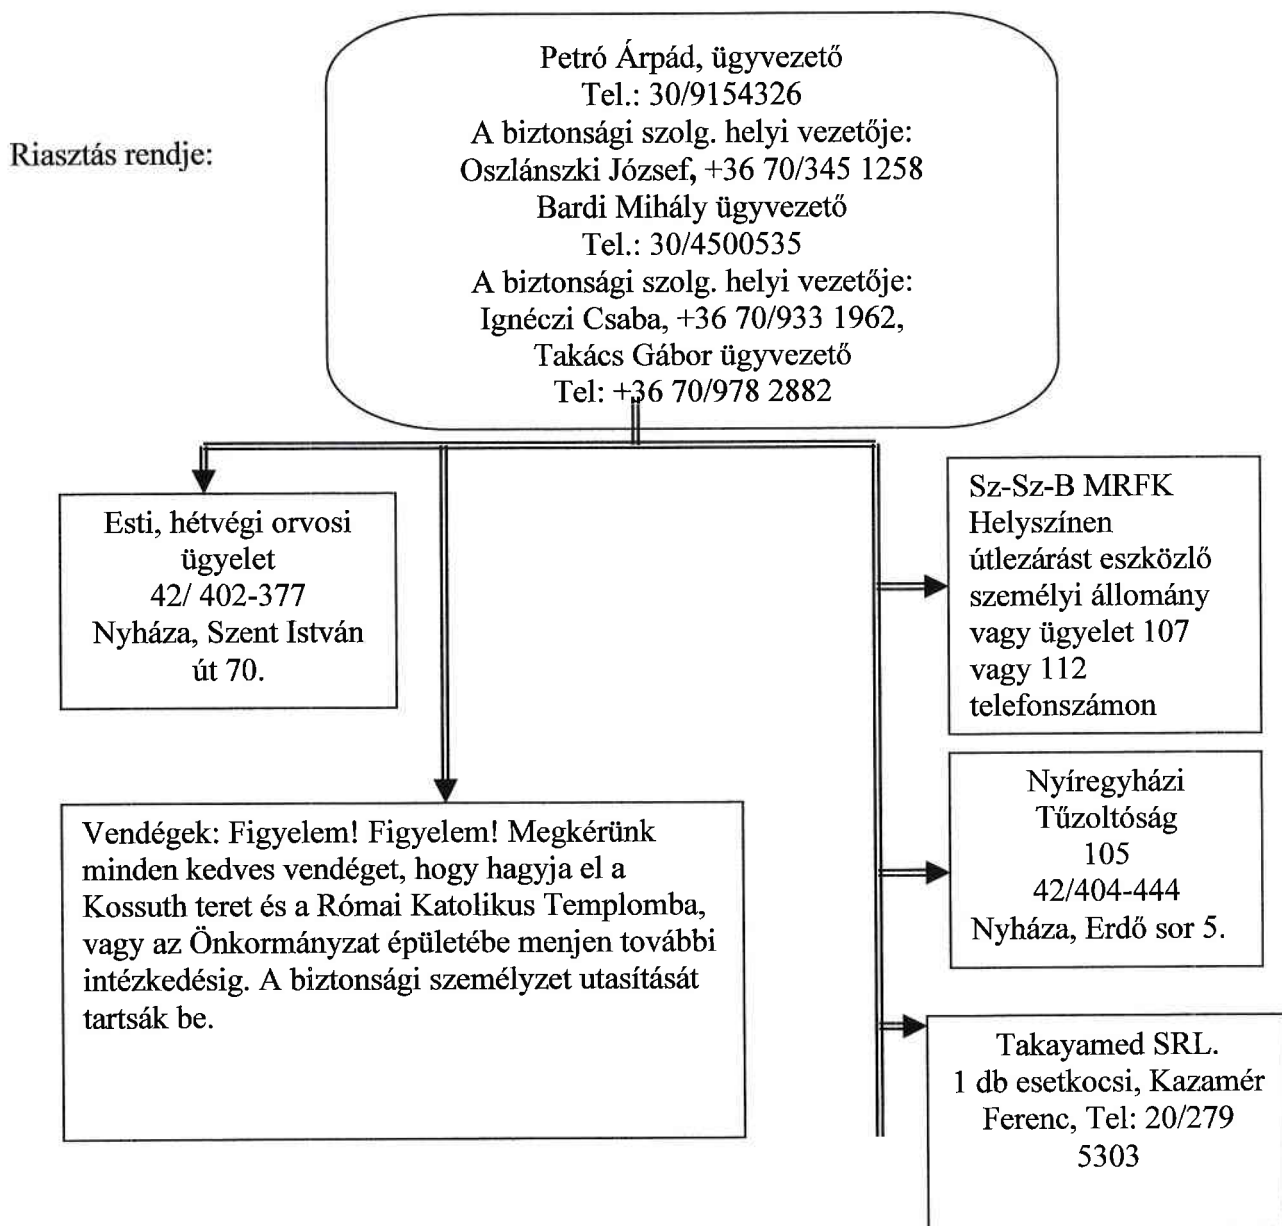 Riasztás rendje:
Petró Árpád, ügyvezető
Tel.: 30/9154326
A biztonsági szolg. helyi vezetője:
Oszlánszki József, +36 70/345 1258
Bardi Mihály ügyvezető
Tel.: 30/4500535
A biztonsági szolg. helyi vezetője:
Ignéczi Csaba, +36 70/933 1962,
Takács Gábor ügyvezető
Tel: +36 70/978 2882
Esti, hétvégi orvosi
ügyelet
42/ 402-377
Nyháza, Szent István
út 70.
Sz-Sz-B MRFK
Helyszínen
útlezárást eszközlő
személyi állomány
vagy ügyelet 107
vagy 112
telefonszámon
Vendégek: Figyelem! Figyelem! Megkérünk
minden kedves vendéget, hogy hagyja el a
Kossuth teret és a Római Katolikus Templomba,
vagy az Önkormányzat épületébe menjen további
intézkedésig. A biztonsági személyzet utasítását
tartsák be.
Nyíregyházi
Tűzoltóság
105
42/404-444
Nyháza, Erdő sor 5.
Takayamed SRL.
1 db esetkocsi, Kazamér
Ferenc, Tel: 20/279
5303